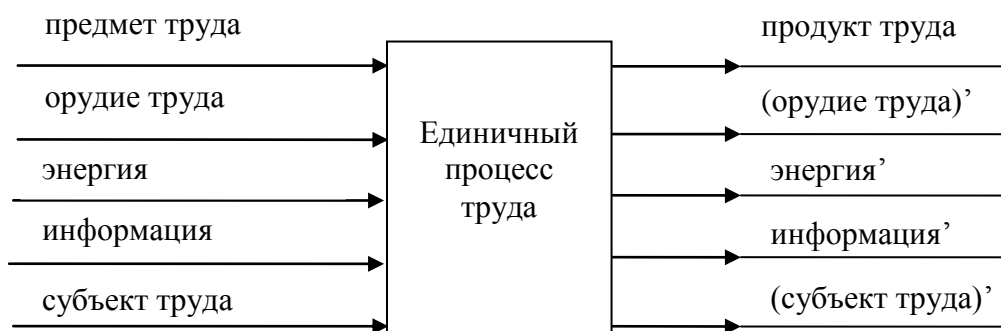 предмет труда
орудие труда
энергия
информация
субъект труда
Единичный
процесс
труда
продукт труда
(орудие труда)’
энергия’
информация’
(субъект труда)’